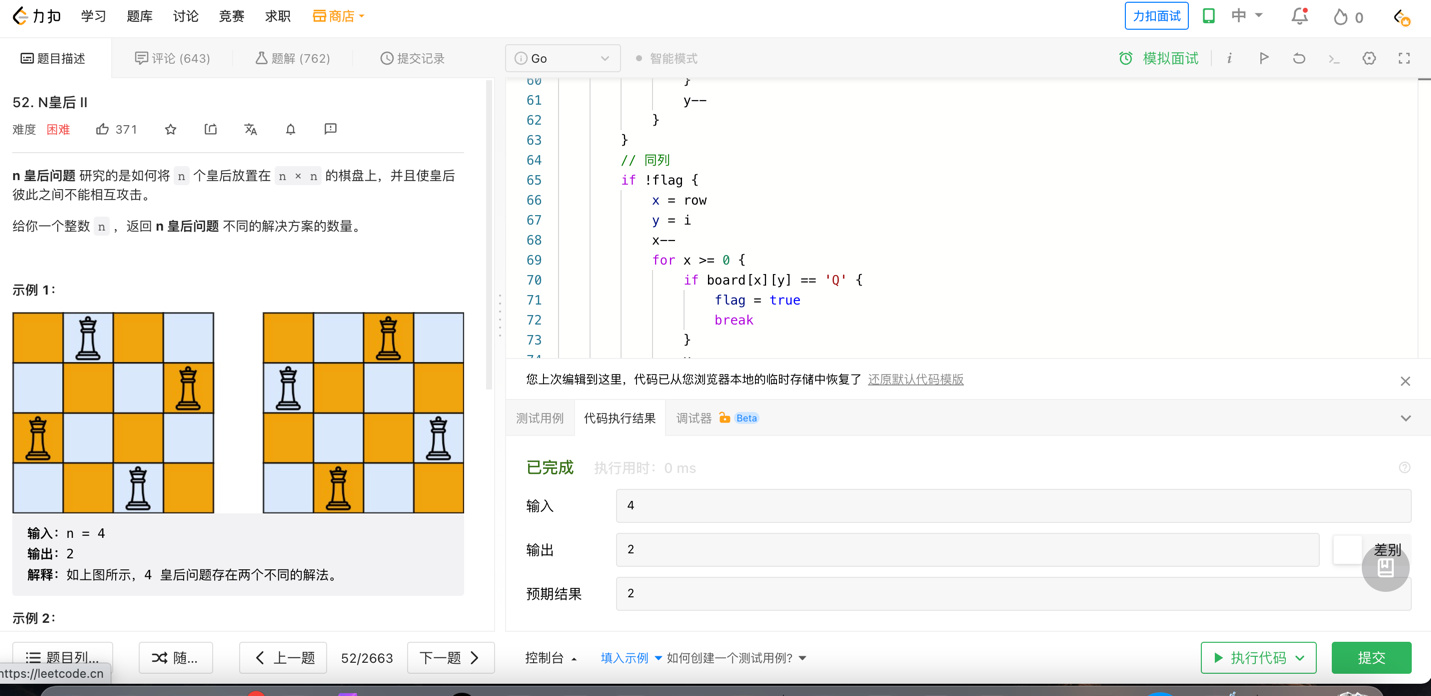 力扣 学习 题库 讨论 竞赛 求职 商店 力扣面试 中 0
题目描述 评论 (643) 题解 (762) 提交记录
i Go 智能模式 模拟面试 i
52. N皇后 II
难度 困难 371
n 皇后问题 研究的是如何将 n 个皇后放置在 n × n 的棋盘上，并且使皇后
彼此之间不能相互攻击。
给你一个整数 n ，返回 n 皇后问题 不同的解决方案的数量。
示例 1：
输入：n = 4
输出：2
解释：如上图所示，4 皇后问题存在两个不同的解法。
示例 2：
题目列... 随... 上一题 52/2663 下一题
https://leetcode.cn
60 }
61 y--
62 }
63 }
64 // 同列
65 if !flag {
66 x = row
67 y = i
68 x--
69 for x >= 0 {
70 if board[x][y] == 'Q' {
71 flag = true
72 break
73 }
74
您上次编辑到这里，代码已从您浏览器本地的临时存储中恢复了 还原默认代码模版
测试用例 代码执行结果 调试器 Beta
已完成 执行用时：0 ms
输入 4
输出 2 差别
预期结果 2
控制台 填入示例 如何创建一个测试用例? 执行代码 提交